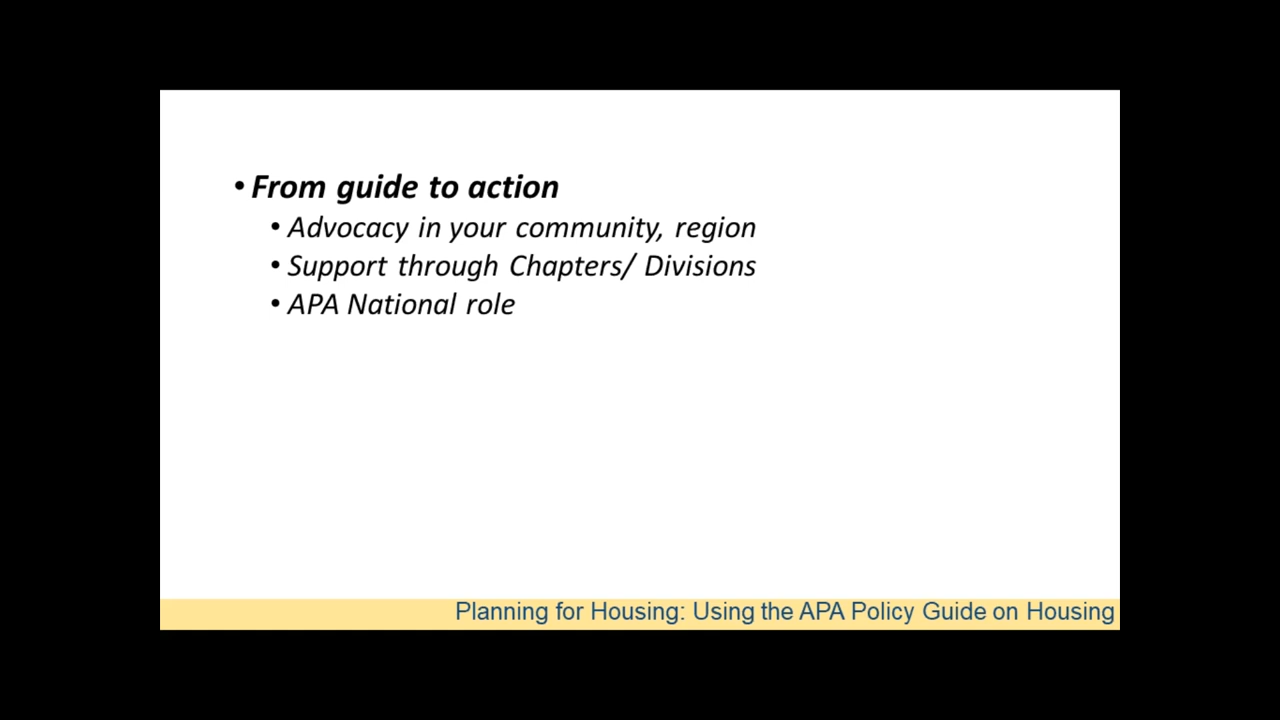 • From guide to action
• Advocacy in your community, region
• Support through Chapters/ Divisions
• APA National role
Planning for Housing: Using the APA Policy Guide on Housing